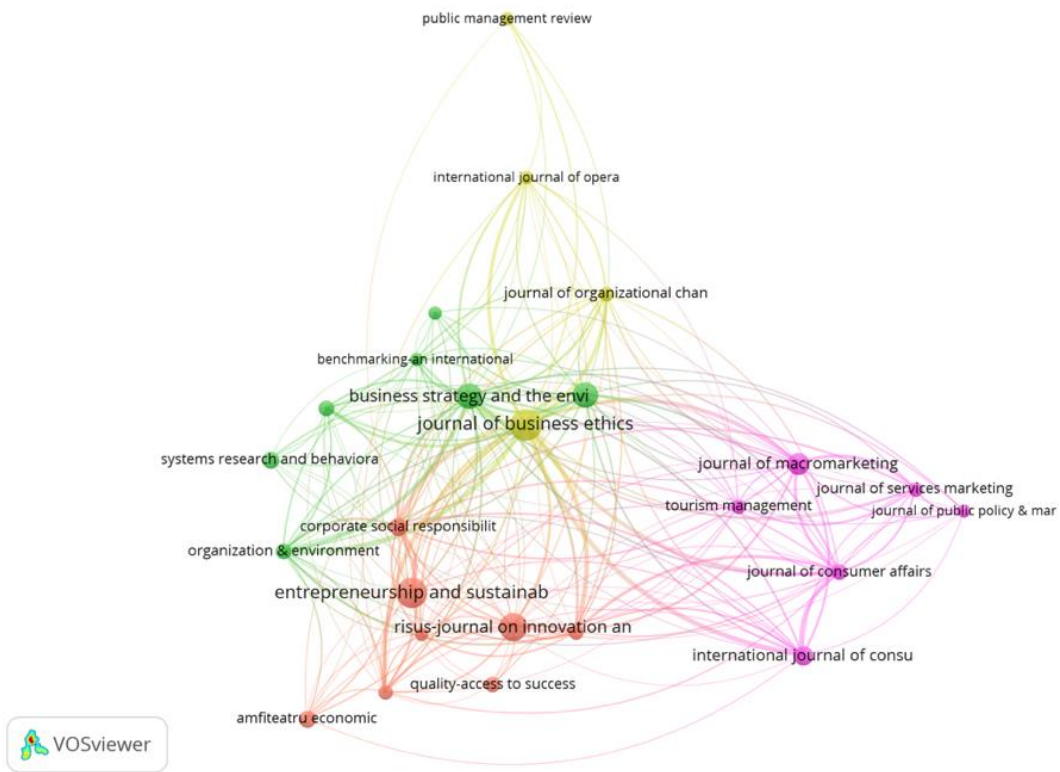 public management review
international journal of opera
journal of organizational chan
benchmarking-an international
business strategy and the envi
journal of business ethics
systems research and behaviora
journal of macromarketing
journal of services marketing
tourism management
journal of public policy & mar
corporate social responsibilit
organization & environment
journal of consumer affairs
entrepreneurship and sustainab
risus-journal on innovation an
international journal of consu
quality-access to success
amfiteatru economic
VOSviewer